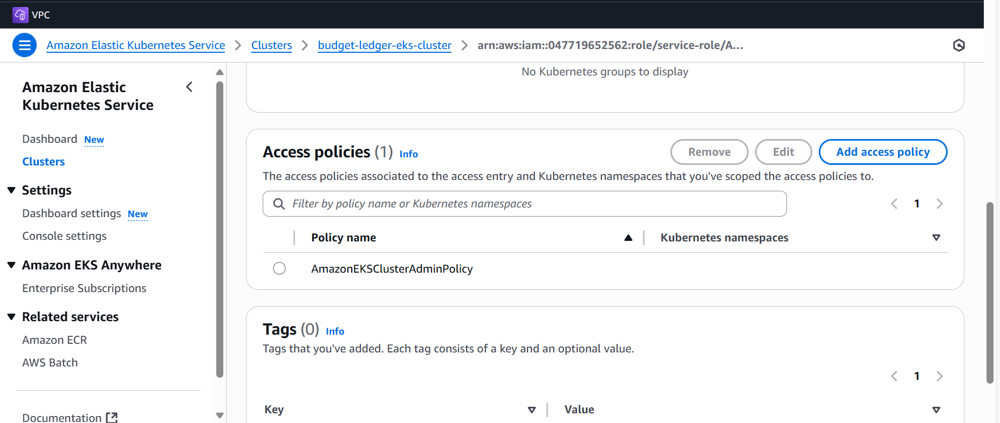 VPC
Amazon Elastic Kubernetes Service > Clusters > budget-ledger-eks-cluster > arn:aws:iam::047719652562:role/service-role/A...
Amazon Elastic
Kubernetes Service
Dashboard New
Clusters
Settings
Dashboard settings New
Console settings
Amazon EKS Anywhere
Enterprise Subscriptions
Related services
Amazon ECR
AWS Batch
Documentation
No Kubernetes groups to display
Access policies (1) Info
Remove
Edit
Add access policy
The access policies associated to the access entry and Kubernetes namespaces that you've scoped the access policies to.
Filter by policy name or Kubernetes namespaces
1
Policy name
Kubernetes namespaces
AmazonEKSClusterAdminPolicy
Tags (0) Info
Tags that you've added. Each tag consists of a key and an optional value.
1
Key
Value